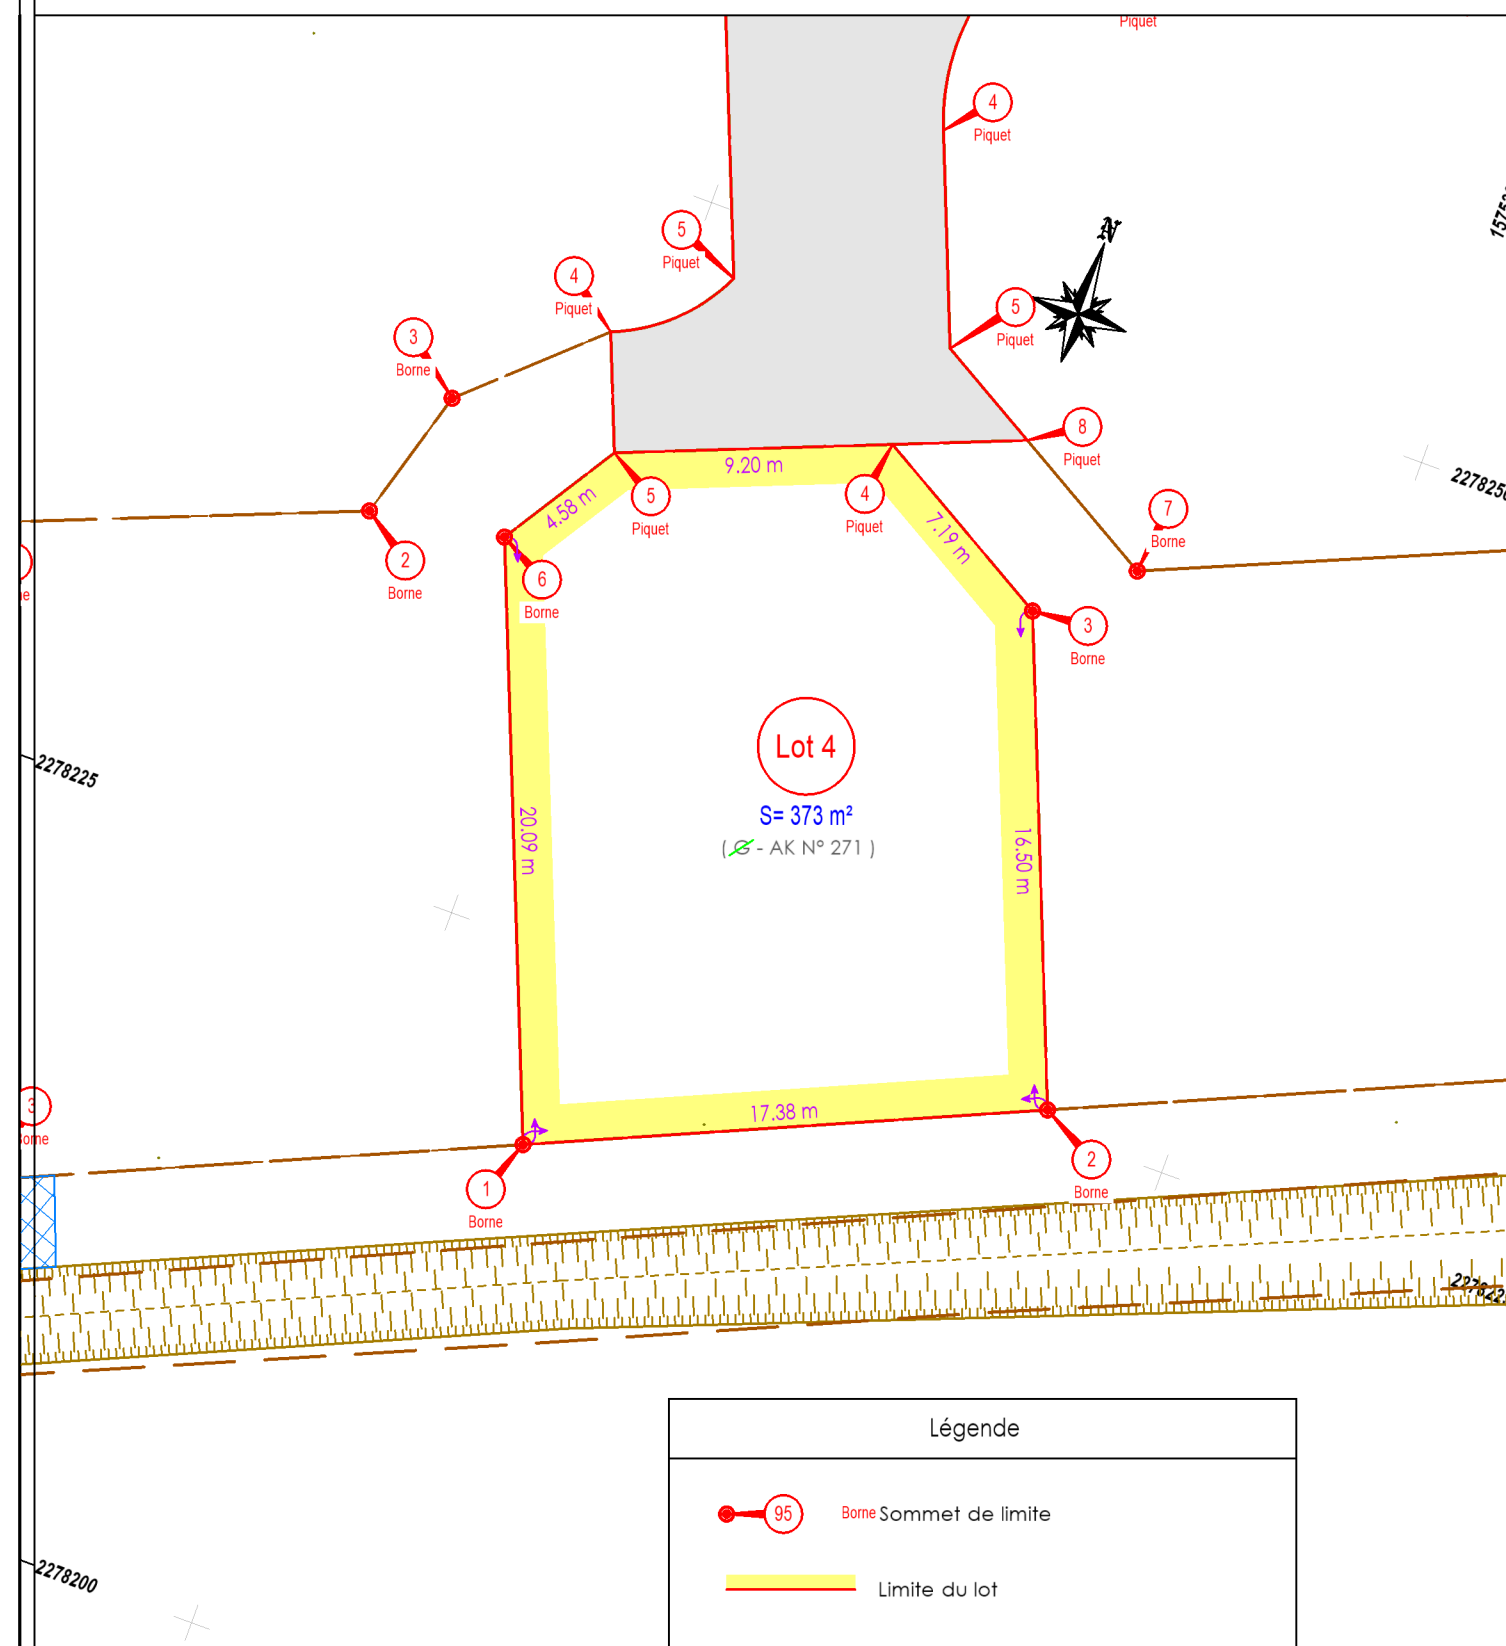 Piquet
4
Piquet
5
Piquet
N
4
Piquet
5
Piquet
3
Borne
8
Piquet
9.20 m
4.58 m
5
Piquet
4
Piquet
7.19 m
7
Borne
2
Borne
6
Borne
3
Borne
Lot 4
S= 373 m²
( G - AK N° 271 )
2278225
20.09 m
16.50 m
3
17.38 m
1
Borne
2
Borne
Légende
95
Borne Sommet de limite
Limite du lot
2278200